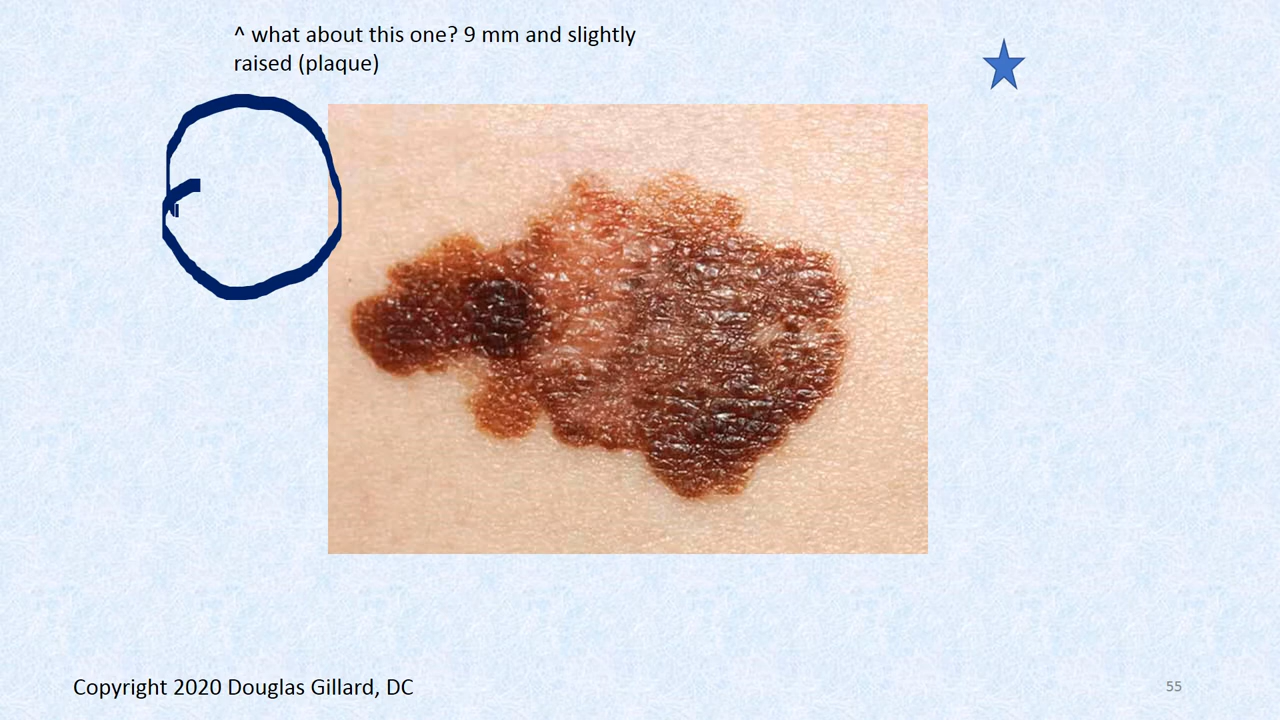 ^ what about this one? 9 mm and slightly
raised (plaque)
Copyright 2020 Douglas Gillard, DC
55